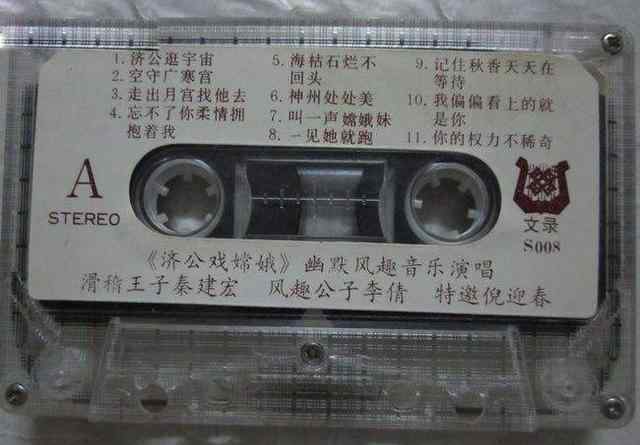 1. 济公逛宇宙
2. 空守广寒宫
3. 走出月宫找他去
4. 忘不了你柔情拥
抱着我
5. 海枯石烂不
回头
6. 神州处处美
7. 叫一声嫦娥妹
8. 一见她就跑
9. 记住秋香天天在
等待
10. 我偏偏看上的就
是你
11. 你的权力不稀奇
A
STEREO
文录
S008
《济公戏嫦娥》 幽默风趣音乐演唱
滑稽王子秦建宏 风趣公子李倩 特邀倪迎春